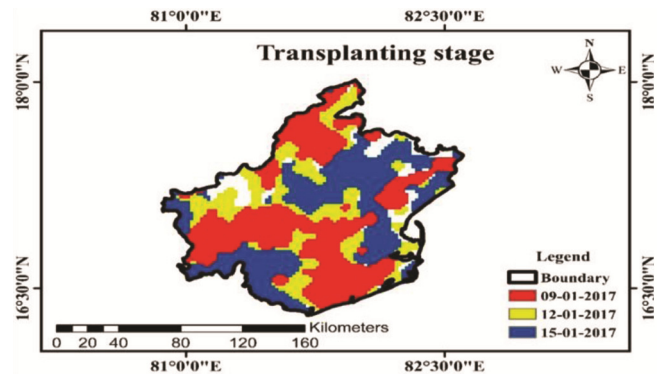 81°0'0"E 82°30'0"E
Transplanting stage
N
W E
S
18°0'0"N 18°0'0"N
Legend
Boundary
09-01-2017
12-01-2017
15-01-2017
16°30'0"N 16°30'0"N
Kilometers
0 20 40 80 120 160
81°0'0"E 82°30'0"E